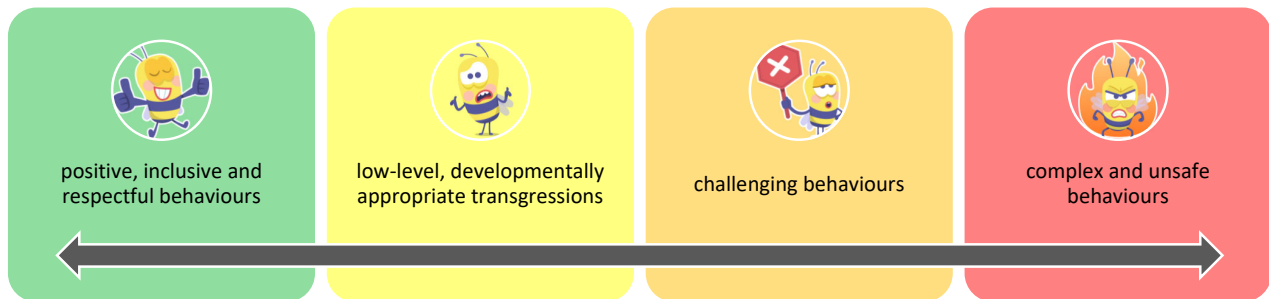 positive, inclusive and
respectful behaviours
low-level, developmentally
appropriate transgressions
challenging behaviours
complex and unsafe
behaviours